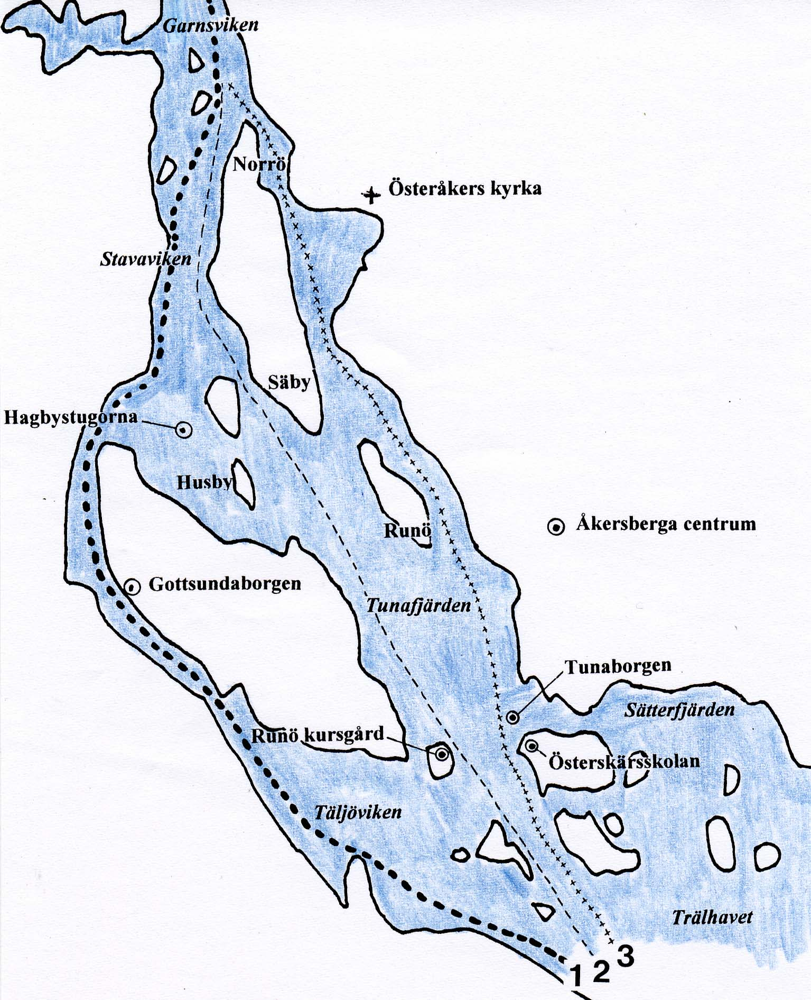 Garnsviken
Norrö
Österåkers kyrka
Stavaviken
Säby
Hagbystugorna
Husby
Runö
Åkersberga centrum
Gottsundaborgen
Tunafjärden
Tunaborgen
Sätterfjärden
Runö kursgård
Österskärsskolan
Täljöviken
Trälhavet
3
2
1